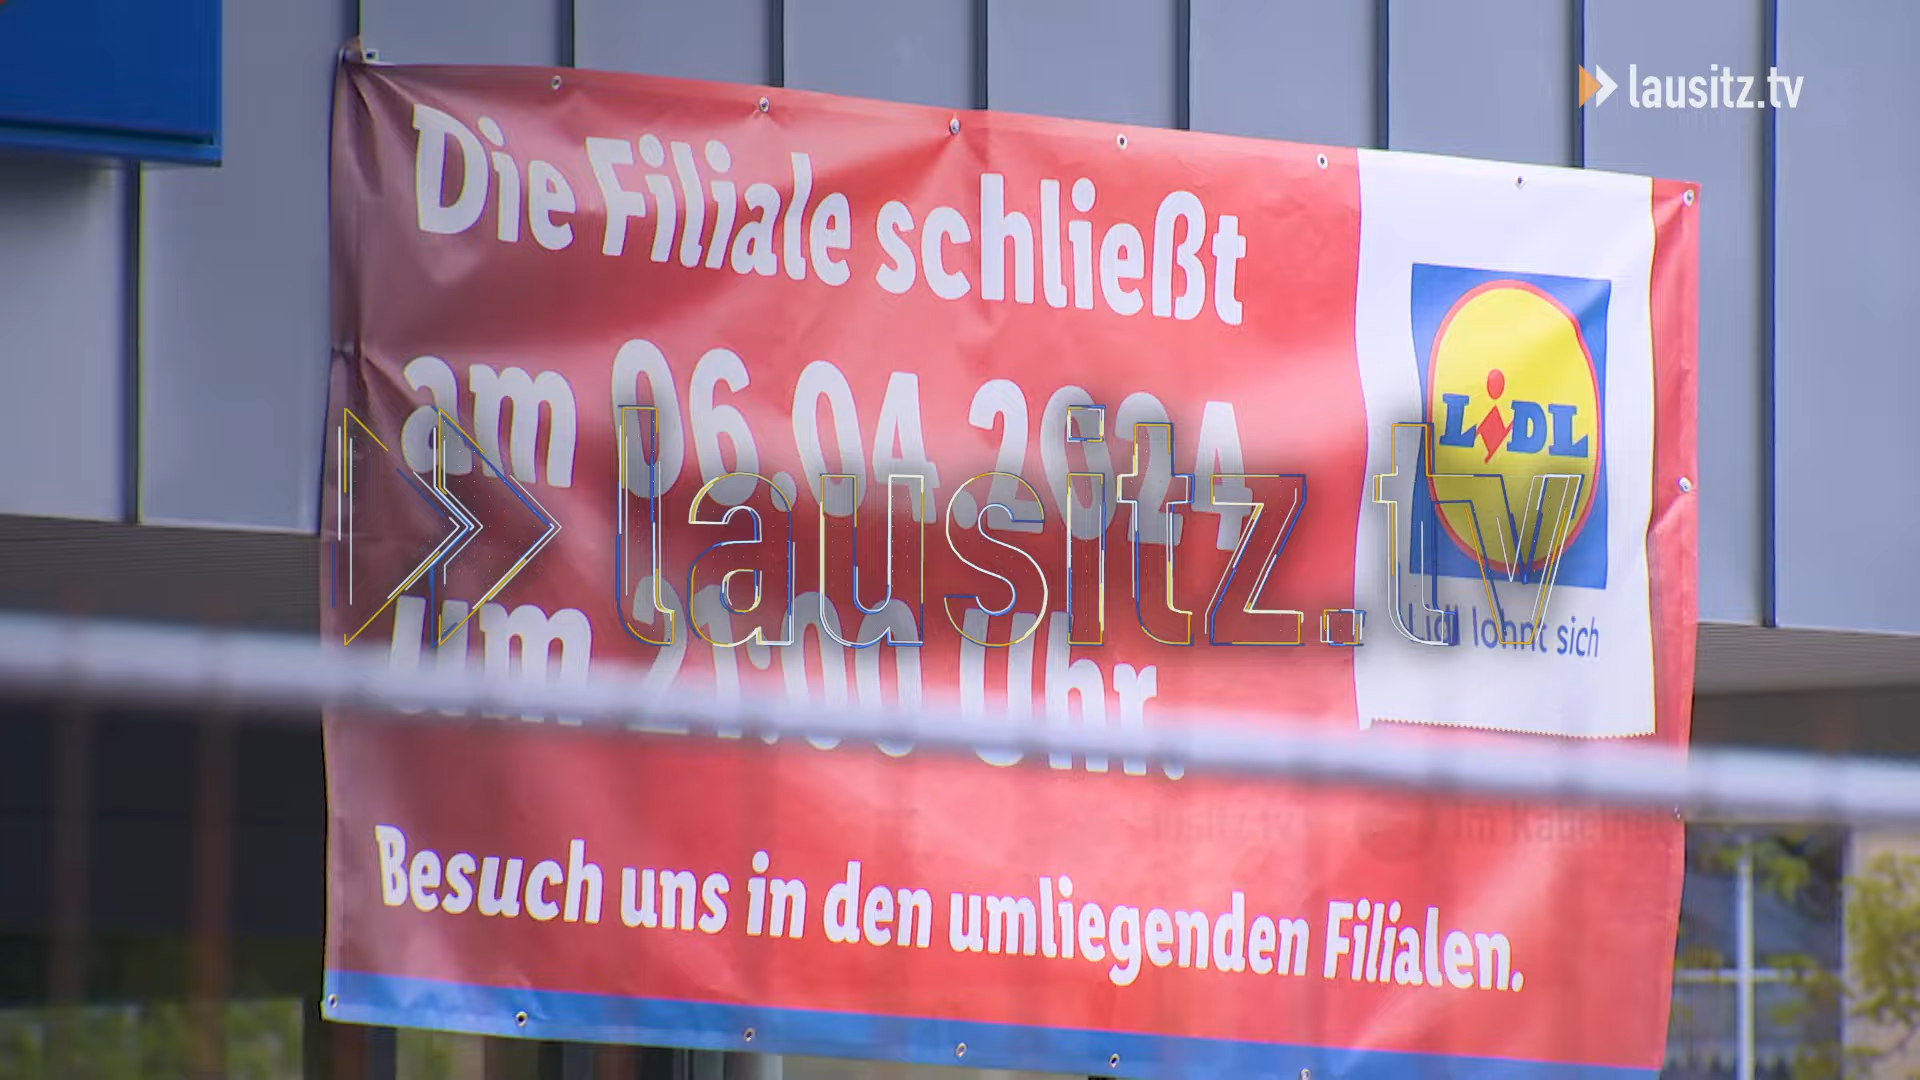 lausitz.tv
Die Filiale schließt
am 06.04.2024
lausitz.tv
um 21:00 Uhr.
LIDL
Lidl lohnt sich
Besuch uns in den umliegenden Filialen.